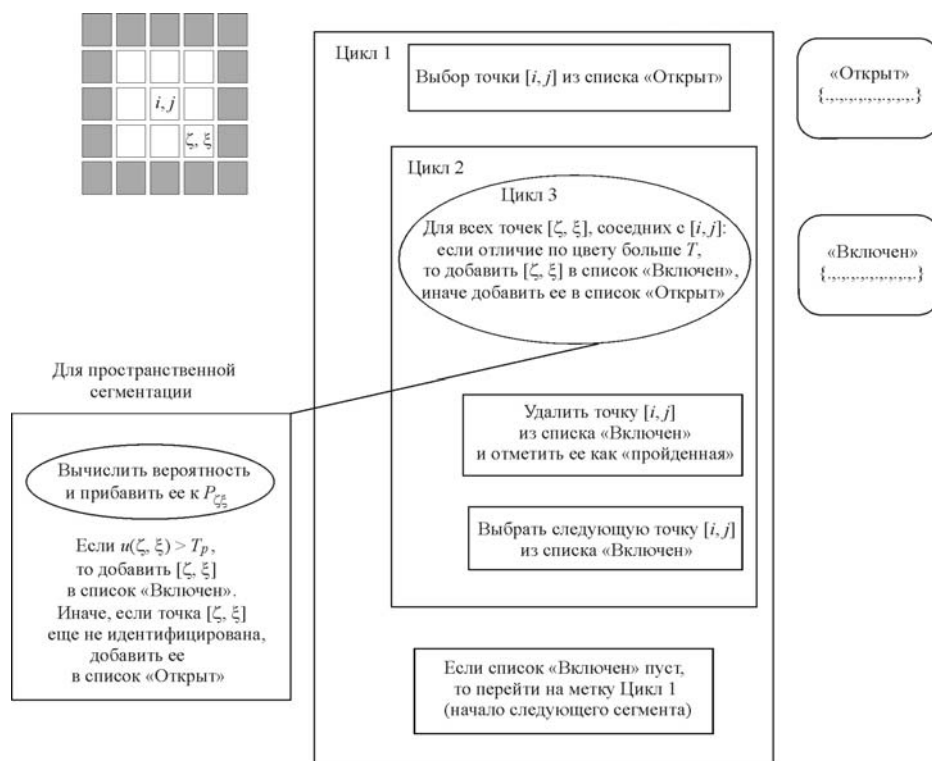 i, j
ζ, ξ
Цикл 1
Выбор точки [i, j] из списка «Открыт»
«Открыт»
{.,.,.,.,.,.,.,.,.,.}
Цикл 2
Цикл 3
Для всех точек [ζ, ξ], соседних с [i, j]:
если отличие по цвету больше T,
то добавить [ζ, ξ] в список «Включен»,
иначе добавить ее в список «Открыт»
«Включен»
{.,.,.,.,.,.,.,.,.,.}
Для пространственной
сегментации
Вычислить вероятность
и прибавить ее к Pζξ
Если u(ζ, ξ) > Tp,
то добавить [ζ, ξ]
в список «Включен».
Иначе, если точка [ζ, ξ]
еще не идентифицирована,
добавить ее
в список «Открыт»
Удалить точку [i, j]
из списка «Включен»
и отметить ее как «пройденная»
Выбрать следующую точку [i, j]
из списка «Включен»
Если список «Включен» пуст,
то перейти на метку Цикл 1
(начало следующего сегмента)